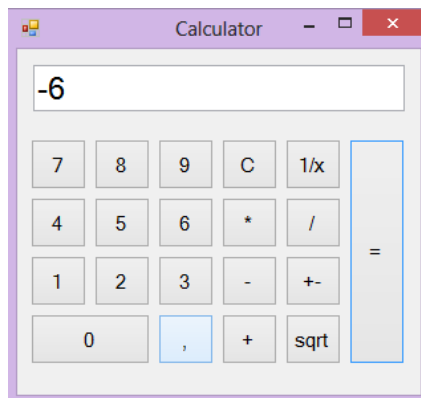 Calculator
-6
7 8 9 C 1/x
4 5 6 * /
=
1 2 3 - +-
0 , + sqrt